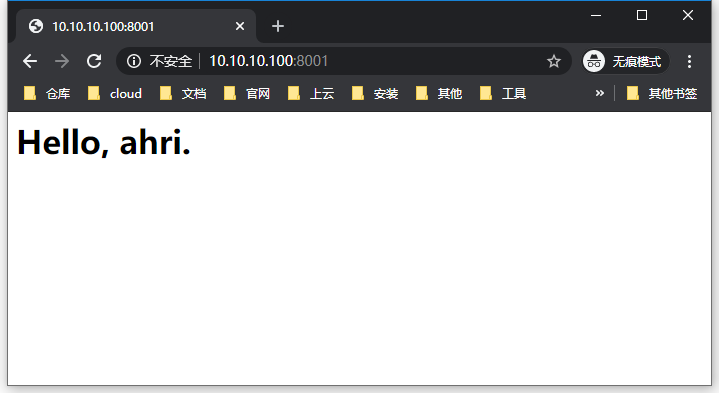 10.10.10.100:8001
不安全 10.10.10.100:8001 无痕模式
仓库 cloud 文档 官网 上云 安装 其他 工具 » 其他书签
Hello, ahri.